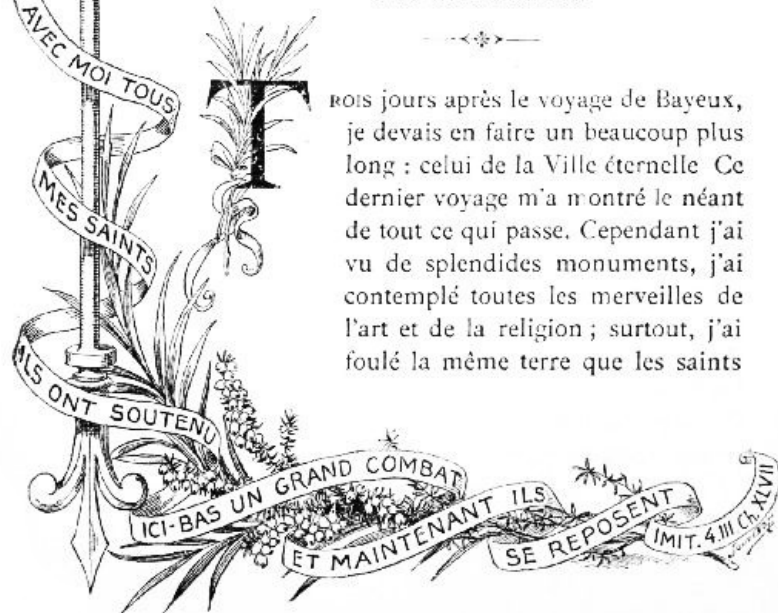 AVEC MOI TOUS
MES SAINTS
ILS ONT SOUTENU
ICI-BAS UN GRAND COMBAT
ET MAINTENANT ILS
SE REPOSENT
IMIT. 4.III Ch. XLVII
TROIS jours après le voyage de Bayeux,
je devais en faire un beaucoup plus
long : celui de la Ville éternelle Ce
dernier voyage m'a montré le néant
de tout ce qui passe. Cependant j'ai
vu de splendides monuments, j'ai
contemplé toutes les merveilles de
l'art et de la religion ; surtout, j'ai
foulé la même terre que les saints